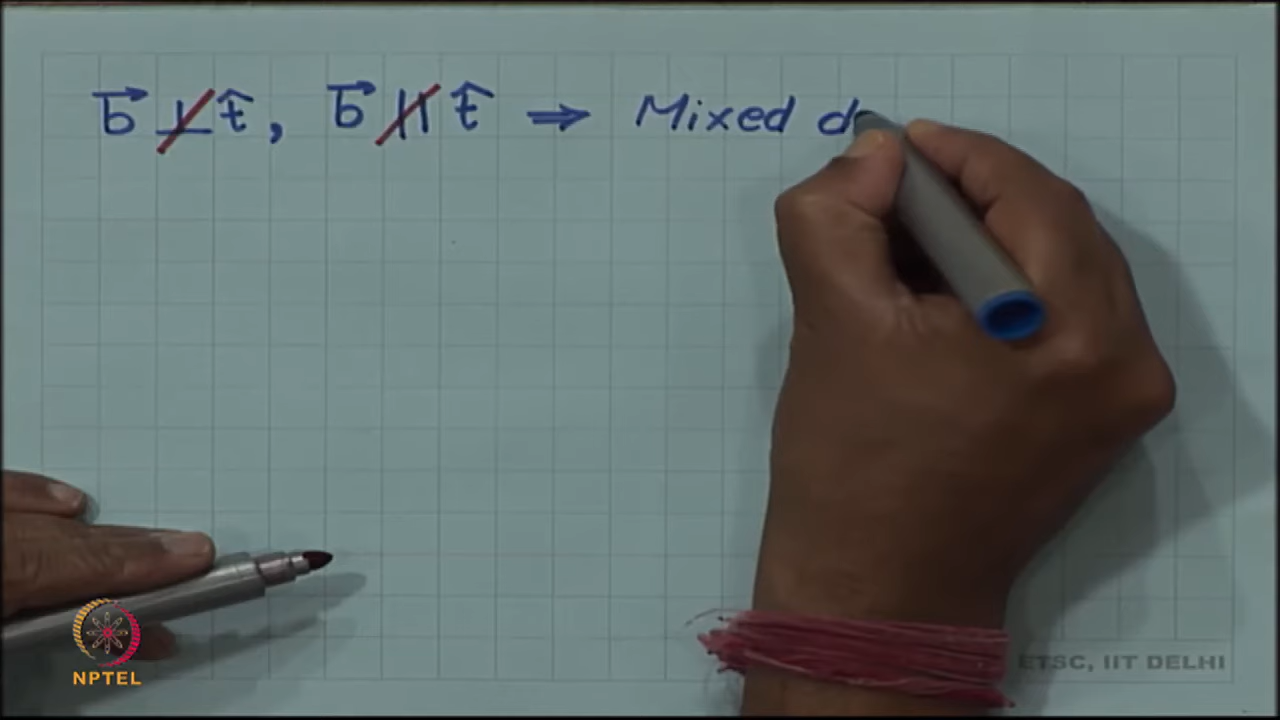 b⃗ ⊥̸ t̂, b⃗ ∦ t̂ ⇒ Mixed d
NPTEL
ETSC, IIT DELHI